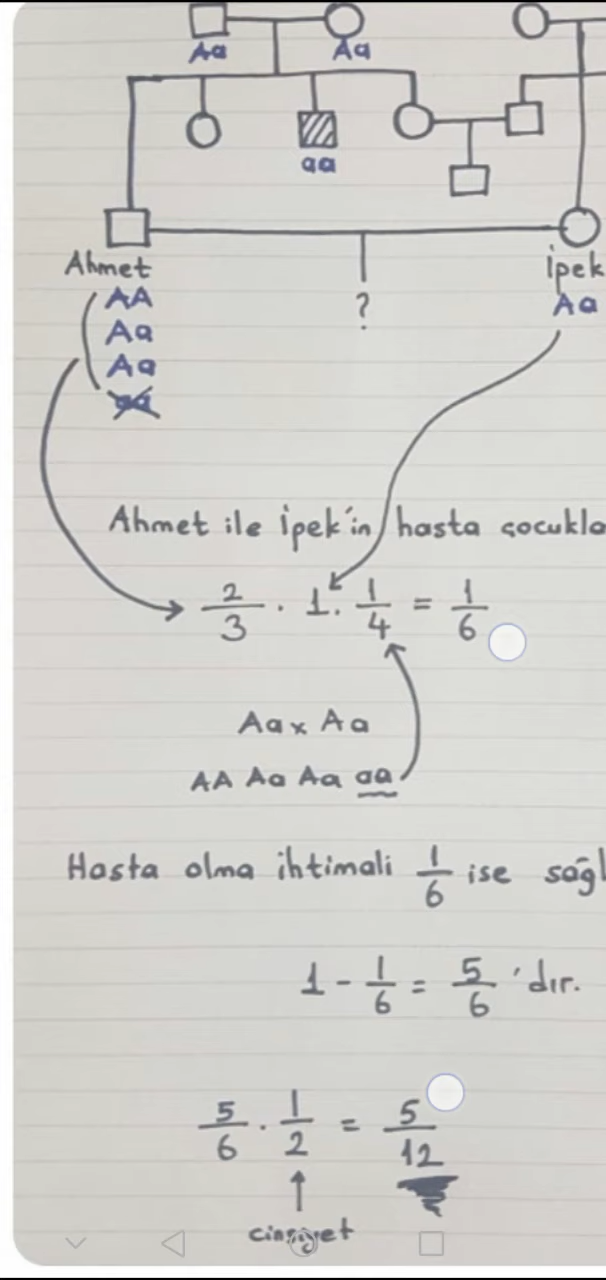 Aa Aa
aa
Ahmet İpek
AA Aa
Aa
Aa
aa
?
Ahmet ile İpek'in hasta çocukla
2/3 . 1 . 1/4 = 1/6
Aa x Aa
AA Aa Aa aa
Hasta olma ihtimali 1/6 ise sağl
1 - 1/6 = 5/6 'dır.
5/6 . 1/2 = 5/12
cinsiyet